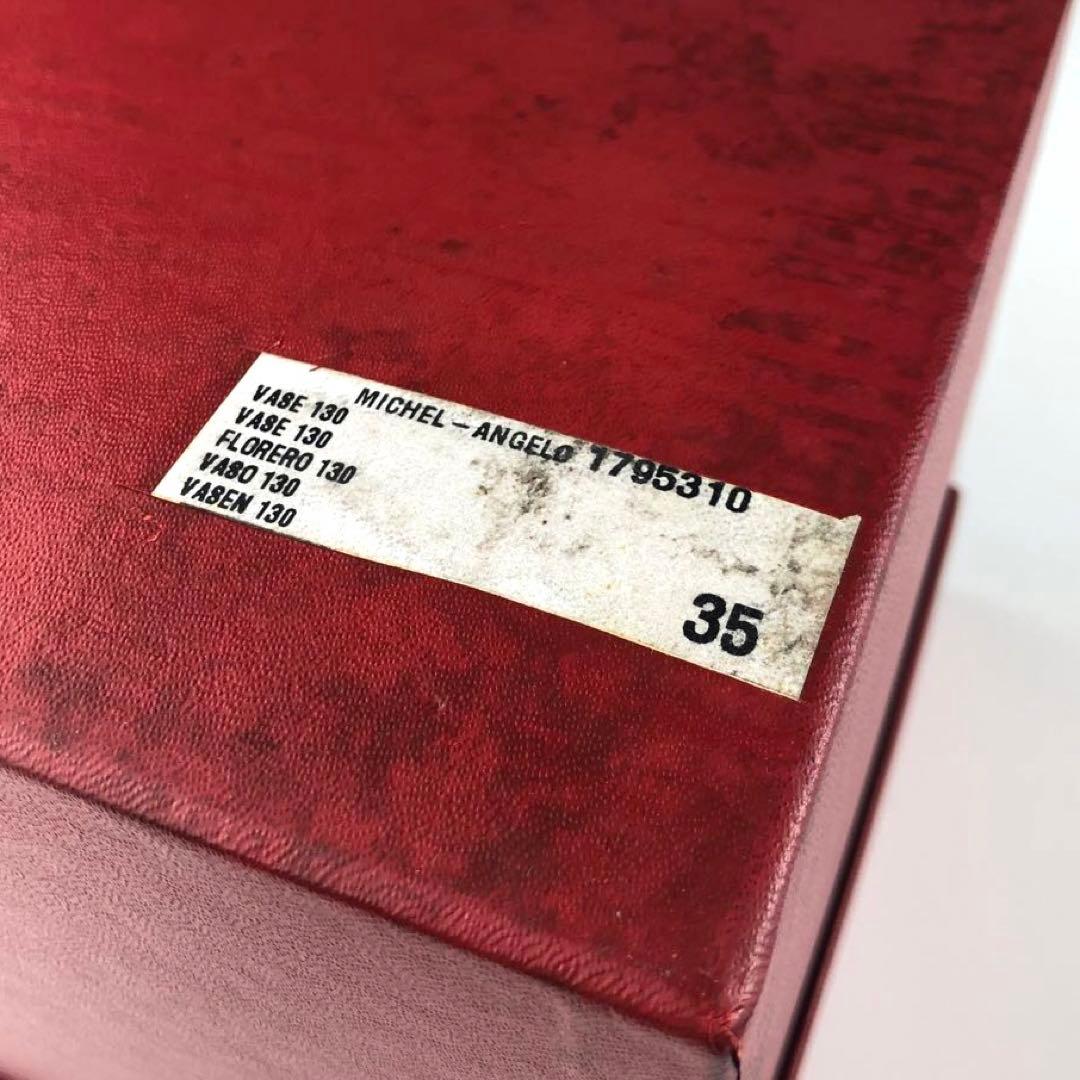 VASE 130 MICHEL-ANGELO 1795310
VASE 130
FLORERO 130
VASO 130
VASEN 130
35